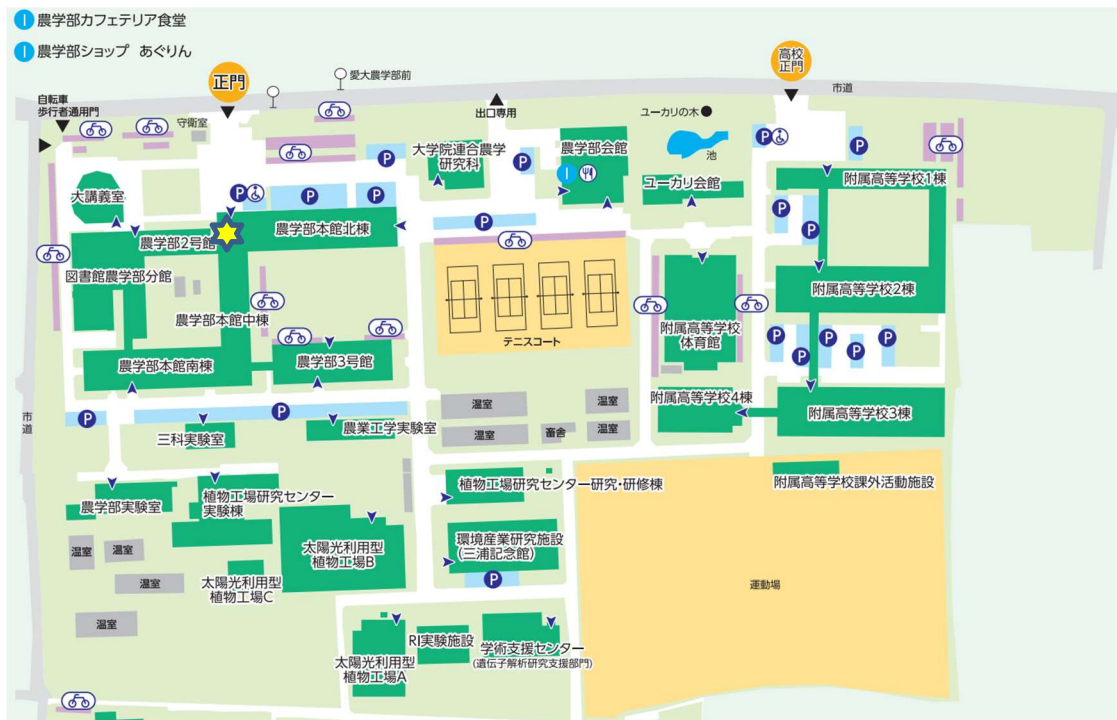 I 農学部カフェテリア食堂
I 農学部ショップ あぐりん
正門
愛大農学部前
高校
正門
市道
自転車
歩行者通用門
守衛室
出口専用
ユーカリの木
池
大学院連合農学
研究科
農学部会館
I
P
P
P
P
P
P
P
大講義室
ユーカリ会館
附属高等学校1棟
農学部2号館
農学部本館北棟
P
P
P
図書館農学部分館
附属高等学校2棟
農学部本館中棟
テニスコート
附属高等学校
体育館
P
P
P
P
P
農学部本館南棟
農学部3号館
附属高等学校4棟
附属高等学校3棟
市道
P
P
三科実験室
農業工学実験室
温室
温室
温室
畜舎
温室
農学部実験室
植物工場研究センター
実験棟
植物工場研究センター研究・研修棟
附属高等学校課外活動施設
温室
温室
温室
温室
太陽光利用型
植物工場B
太陽光利用型
植物工場C
環境産業研究施設
(三浦記念館)
P
運動場
太陽光利用型
植物工場A
RI実験施設
学術支援センター
(遺伝子解析研究支援部門)